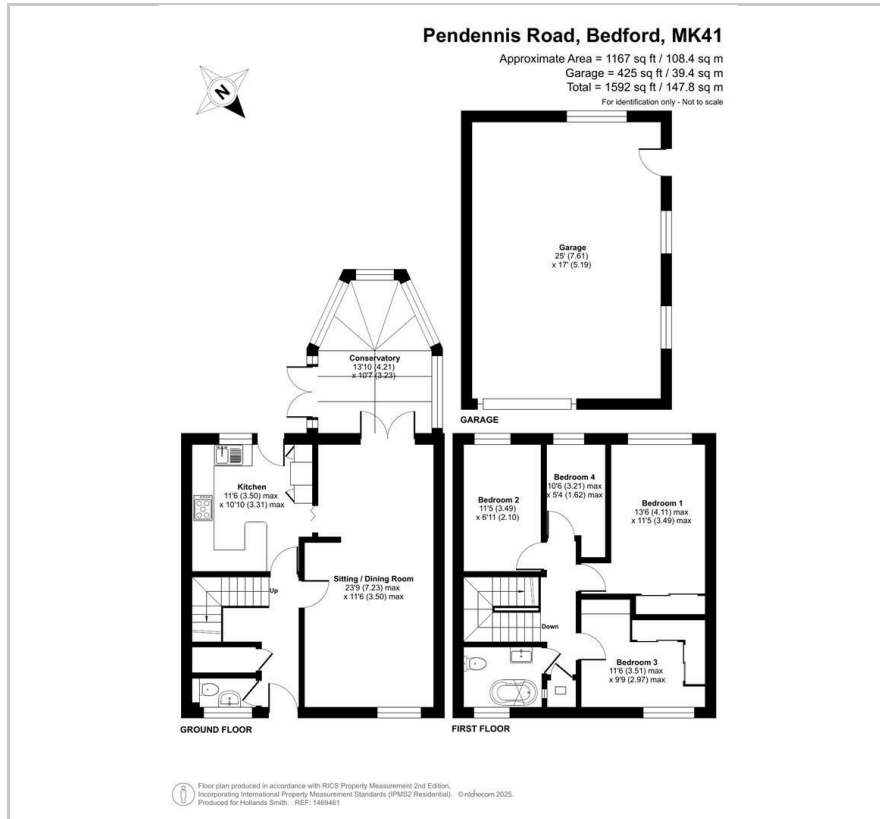 Pendennis Road, Bedford, MK41
Approximate Area = 1167 sq ft / 108.4 sq m
Garage = 425 sq ft / 39.4 sq m
Total = 1592 sq ft / 147.8 sq m
For identification only - Not to scale
N
Garage
25' (7.61)
x 17' (5.19)
GARAGE
Conservatory
13'10 (4.21)
x 10'7 (3.23)
Kitchen
11'6 (3.50) max
x 10'10 (3.31) max
Sitting / Dining Room
23'9 (7.23) max
x 11'6 (3.50) max
Up
GROUND FLOOR
Bedroom 2
11'5 (3.49)
x 6'11 (2.10)
Bedroom 4
10'6 (3.21) max
x 5'4 (1.62) max
Bedroom 1
13'6 (4.11) max
x 11'5 (3.49) max
Down
Bedroom 3
11'6 (3.51) max
x 9'9 (2.97) max
FIRST FLOOR
Floor plan produced in accordance with RICS Property Measurement 2nd Edition,
Incorporating International Property Measurement Standards (IPMS2 Residential). © nichecom 2025.
Produced for Hollands Smith. REF: 1469461